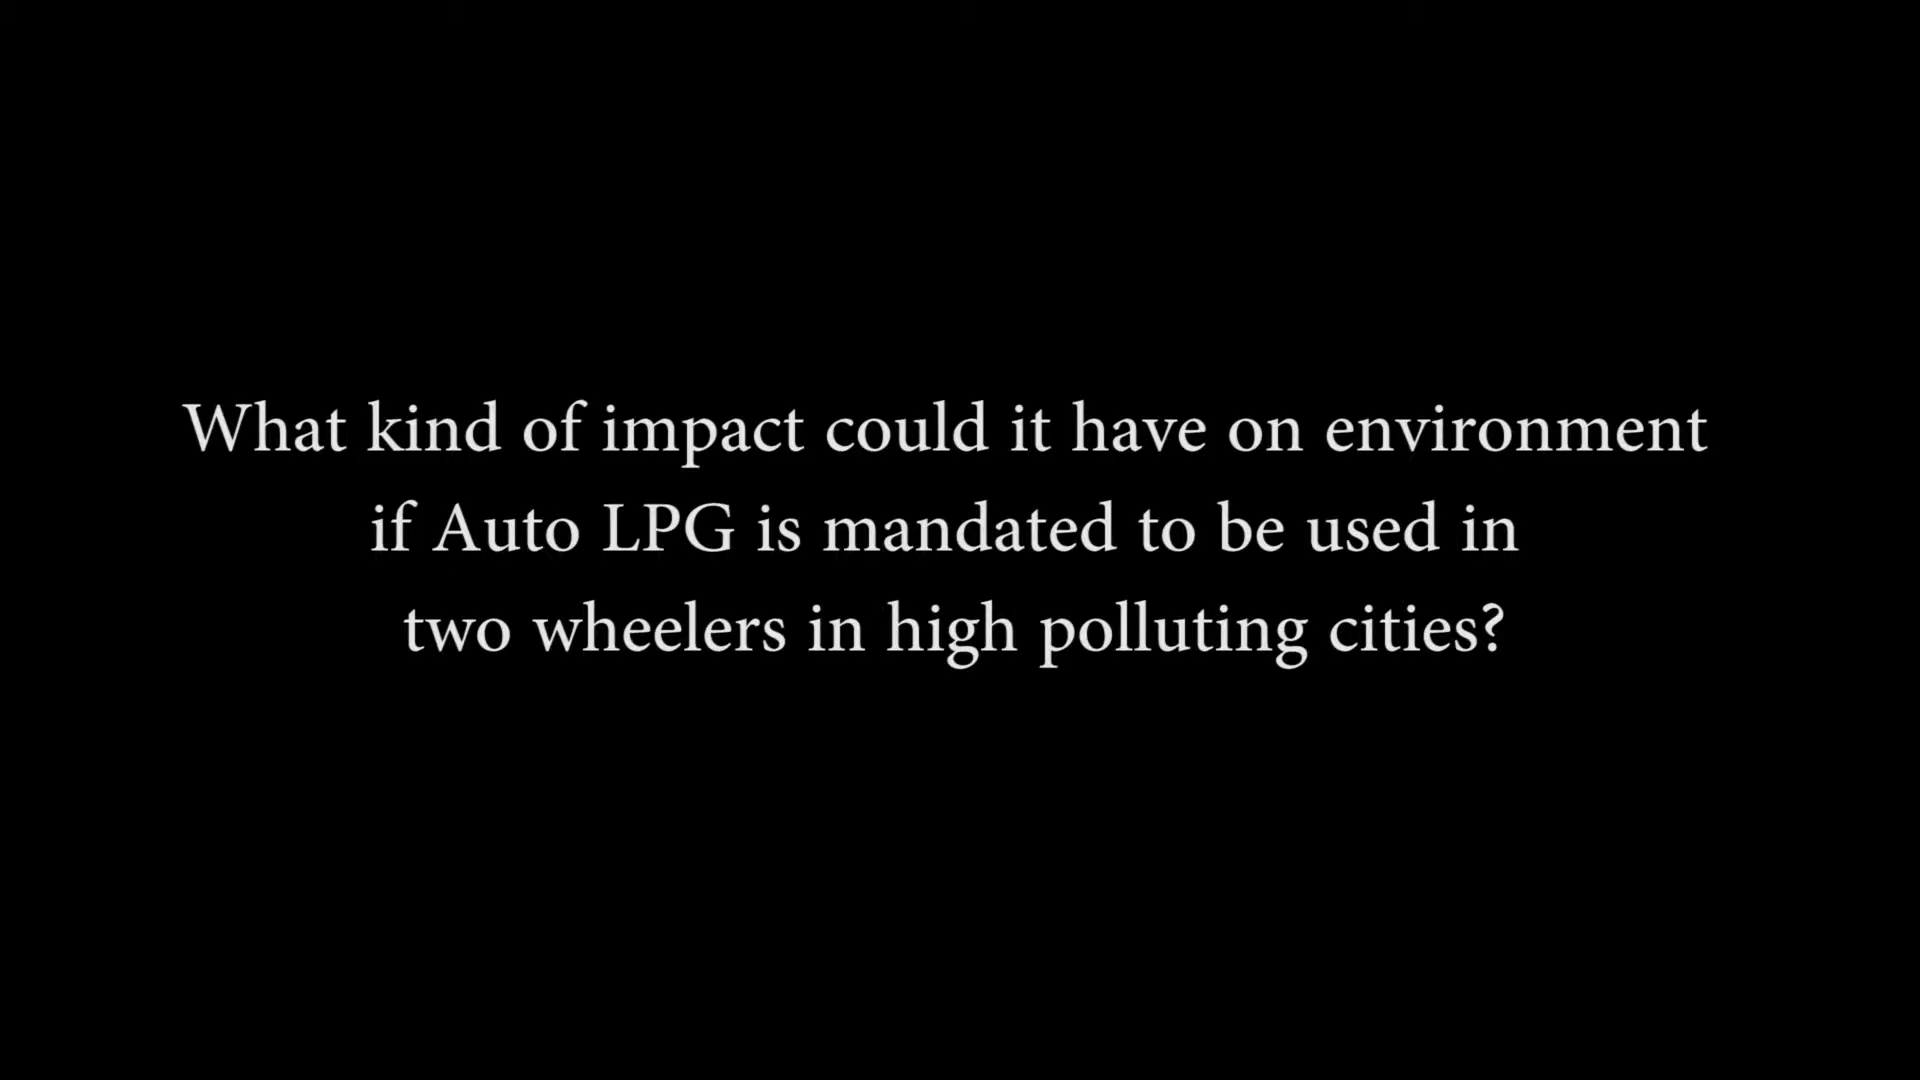 What kind of impact could it have on environment
if Auto LPG is mandated to be used in
two wheelers in high polluting cities?